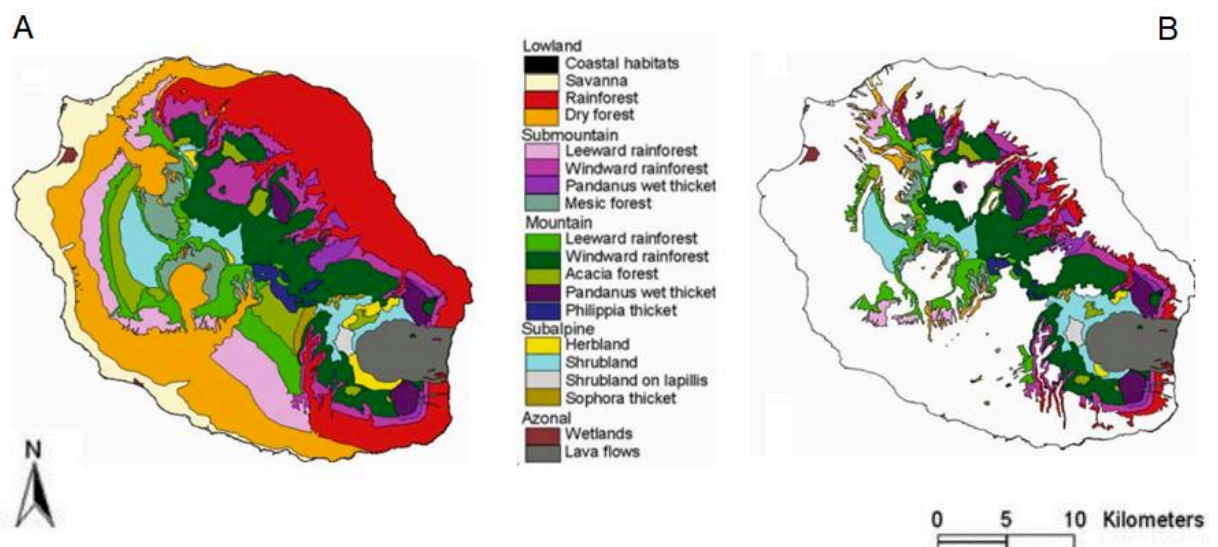 A
B
Lowland
Coastal habitats
Savanna
Rainforest
Dry forest
Submountain
Leeward rainforest
Windward rainforest
Pandanus wet thicket
Mesic forest
Mountain
Leeward rainforest
Windward rainforest
Acacia forest
Pandanus wet thicket
Philippia thicket
Subalpine
Herbland
Shrubland
Shrubland on lapillis
Sophora thicket
Azonal
Wetlands
Lava flows
N
0 5 10 Kilometers